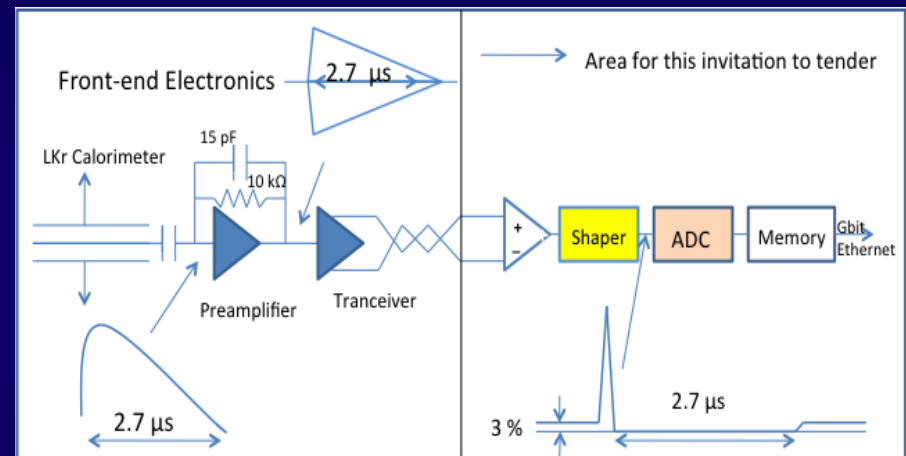 Front-end Electronics
2.7 μs
Area for this invitation to tender
15 pF
LKr Calorimeter
10 kΩ
+
−
Shaper
ADC
Memory
Gbit
Ethernet
Preamplifier
Tranceiver
2.7 μs
3 %
2.7 μs